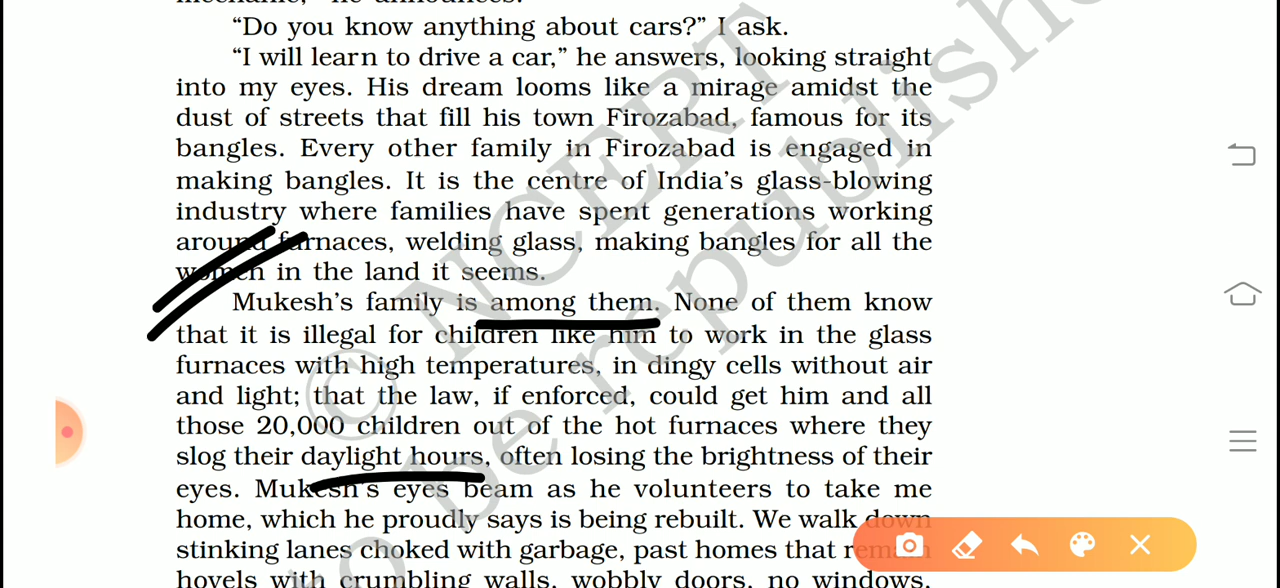 mechanic," he announces.
“Do you know anything about cars?” I ask.
“I will learn to drive a car,” he answers, looking straight
into my eyes. His dream looms like a mirage amidst the
dust of streets that fill his town Firozabad, famous for its
bangles. Every other family in Firozabad is engaged in
making bangles. It is the centre of India’s glass-blowing
industry where families have spent generations working
around furnaces, welding glass, making bangles for all the
women in the land it seems.
Mukesh’s family is among them. None of them know
that it is illegal for children like him to work in the glass
furnaces with high temperatures, in dingy cells without air
and light; that the law, if enforced, could get him and all
those 20,000 children out of the hot furnaces where they
slog their daylight hours, often losing the brightness of their
eyes. Mukesh’s eyes beam as he volunteers to take me
home, which he proudly says is being rebuilt. We walk down
stinking lanes choked with garbage, past homes that remain
hovels with crumbling walls, wobbly doors, no windows,
© NCERT
to be republished